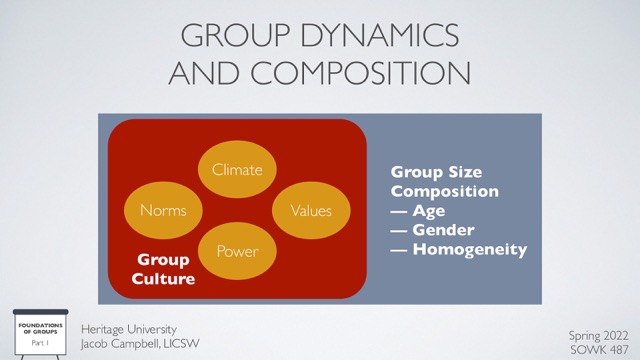 GROUP DYNAMICS
AND COMPOSITION
Climate
Norms
Values
Power
Group
Culture
Group Size
Composition
— Age
— Gender
— Homogeneity
FOUNDATIONS
OF GROUPS
Part 1
Heritage University
Jacob Campbell, LICSW
Spring 2022
SOWK 487